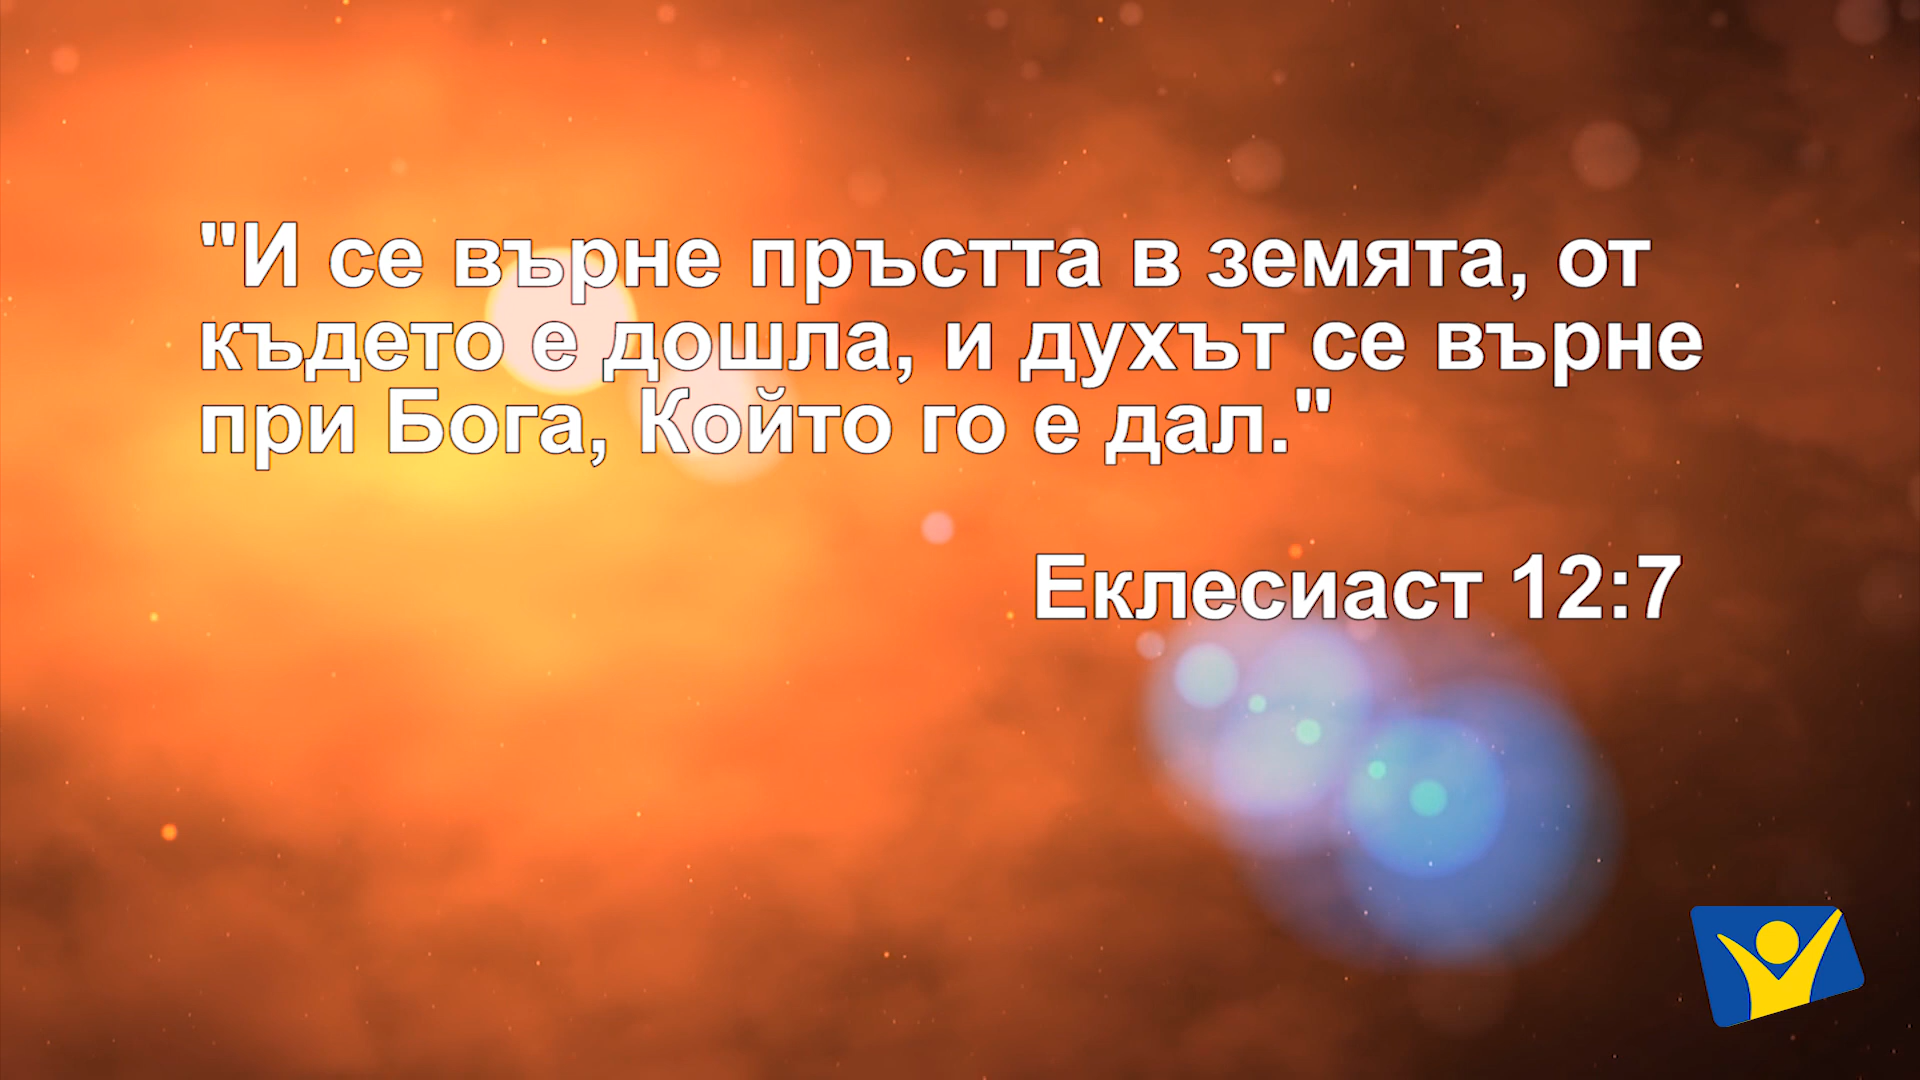 "И се върне пръстта в земята, от
където е дошла, и духът се върне
при Бога, Който го е дал."
Еклесиаст 12:7